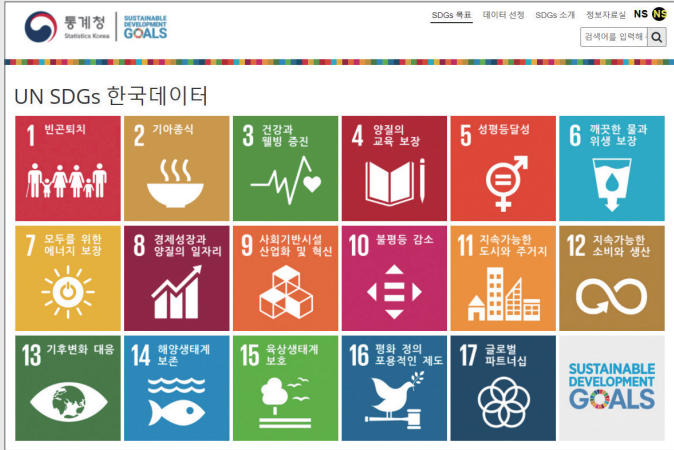 통계청
Statistics Korea
SUSTAINABLE
DEVELOPMENT
GOALS
SDGs 목표 데이터 선정 SDGs 소개 정보자료실 NS NS
검색어를 입력해
UN SDGs 한국데이터
1 빈곤퇴치
2 기아종식
3 건강과
웰빙 증진
4 양질의
교육 보장
5 성평등달성
6 깨끗한 물과
위생 보장
7 모두를 위한
에너지 보장
8 경제성장과
양질의 일자리
9 사회기반시설
산업화 및 혁신
10 불평등 감소
11 지속가능한
도시와 주거지
12 지속가능한
소비와 생산
13 기후변화 대응
14 해양생태계
보존
15 육상생태계
보호
16 평화 정의
포용적인 제도
17 글로벌
파트너십
SUSTAINABLE
DEVELOPMENT
GOALS